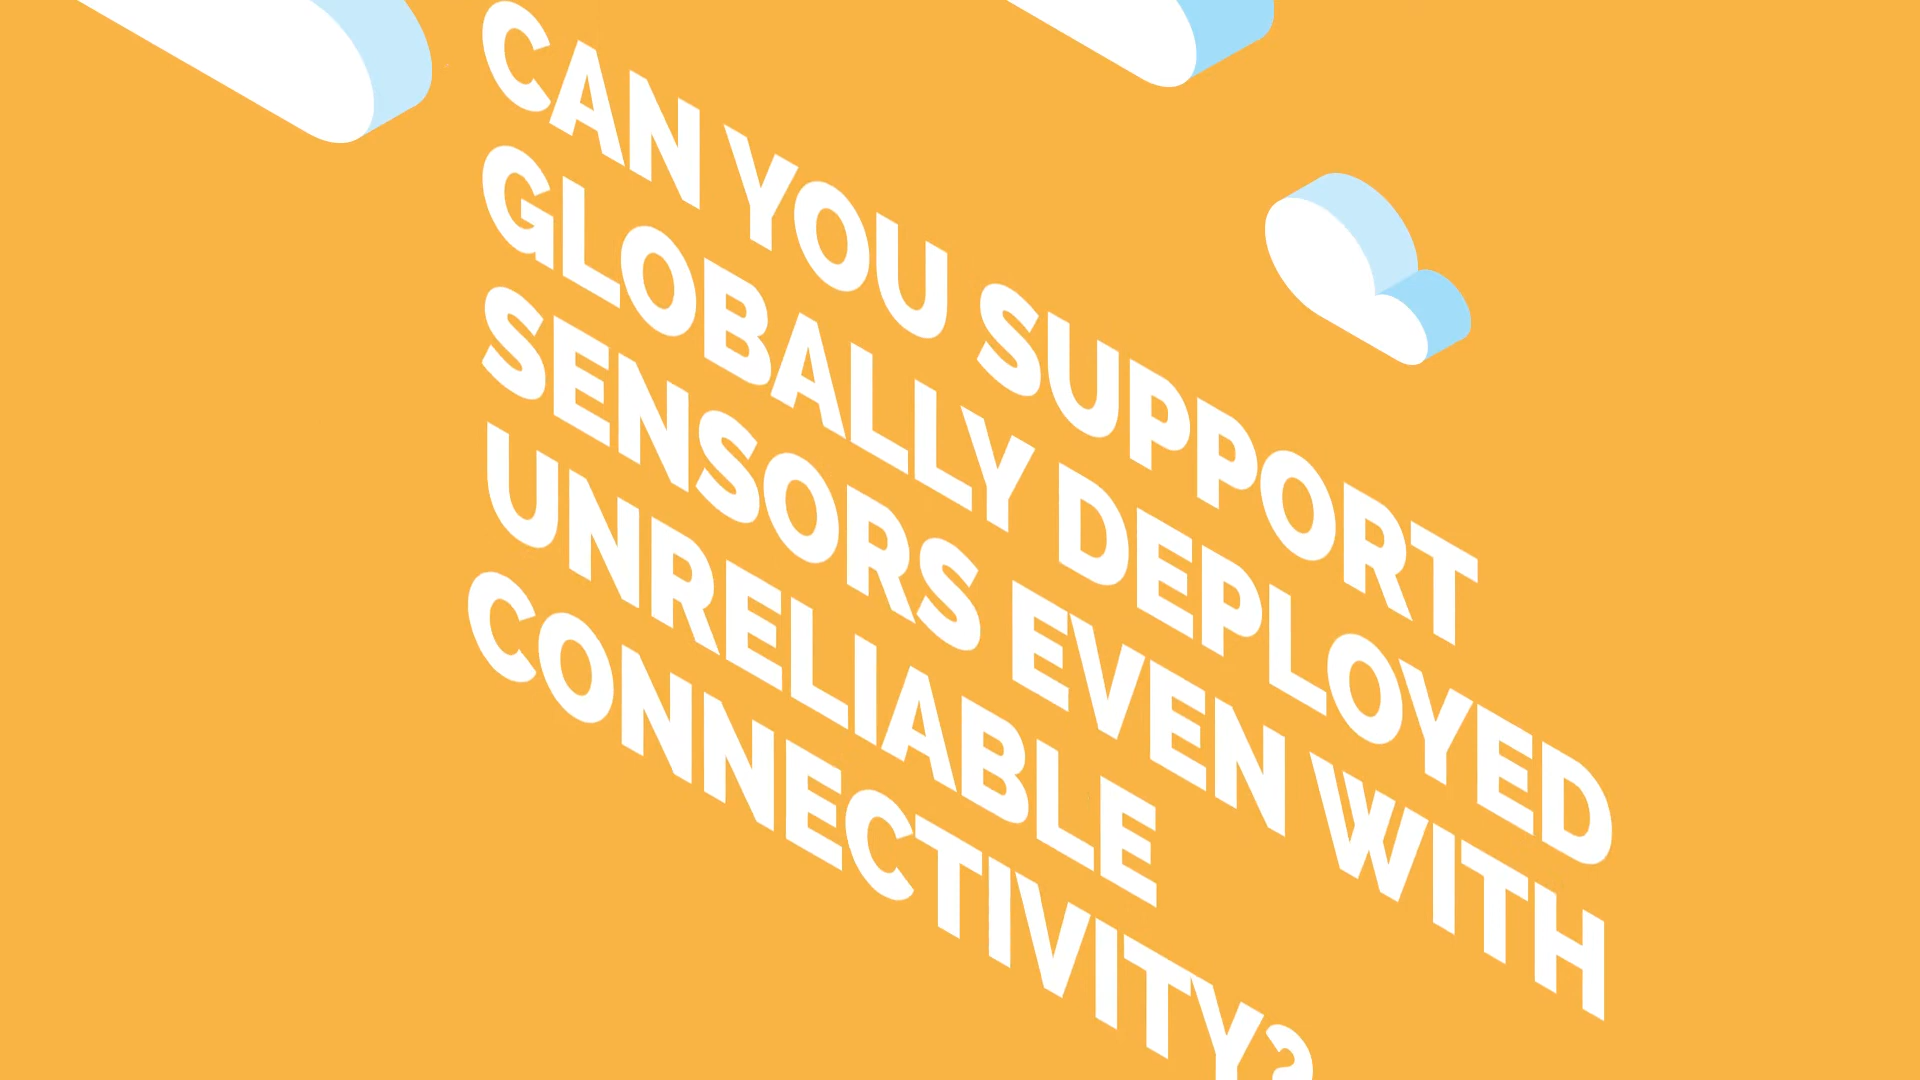 CAN YOU SUPPORT
GLOBALLY DEPLOYED
SENSORS EVEN WITH
UNRELIABLE
CONNECTIVITY?